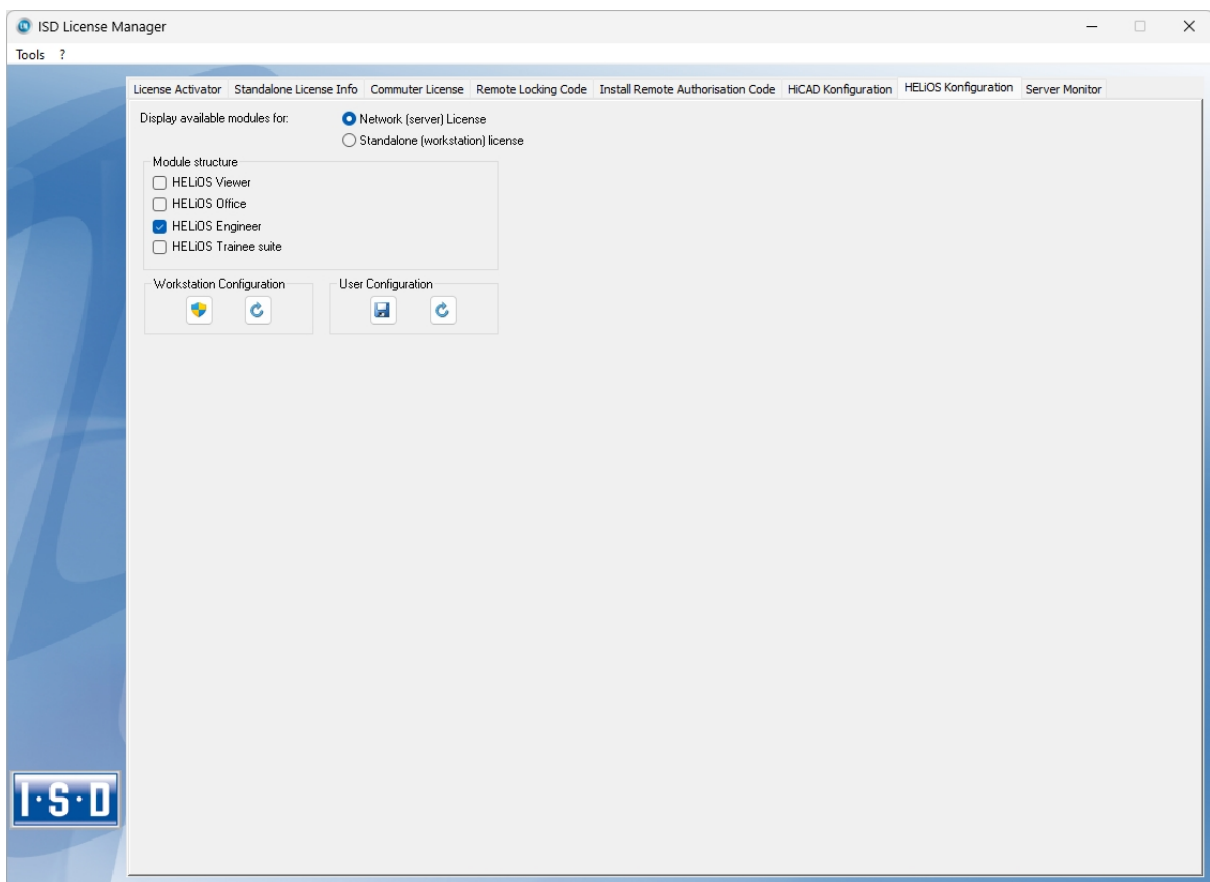 ISD License Manager
Tools ?
License Activator Standalone License Info Commuter License Remote Locking Code Install Remote Authorisation Code HiCAD Konfiguration HELiOS Konfiguration Server Monitor
Display available modules for: Network (server) License
Standalone (workstation) license
Module structure
HELiOS Viewer
HELiOS Office
HELiOS Engineer
HELiOS Trainee suite
Workstation Configuration User Configuration
I·S·D